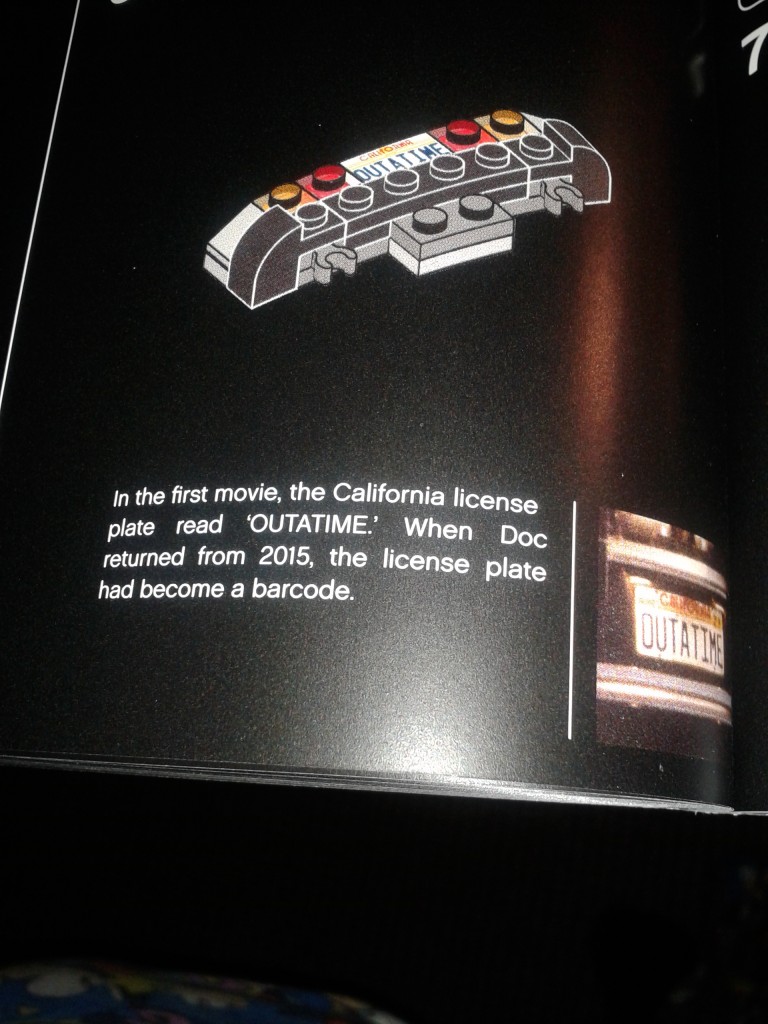 CALIFORNIA
OUTATIME
In the first movie, the California license
plate read ‘OUTATIME.’ When Doc
returned from 2015, the license plate
had become a barcode.
CALIFORNIA
OUTATIME